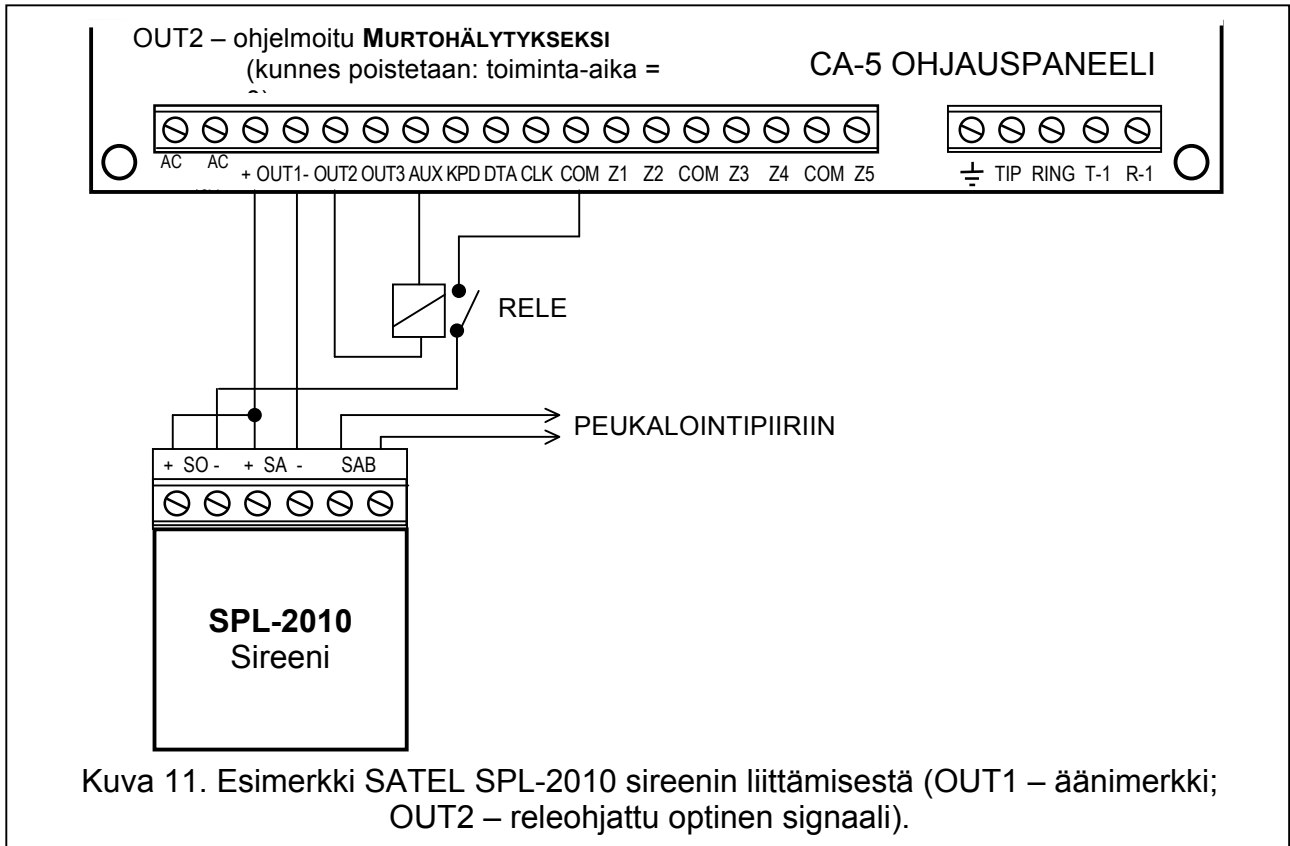 OUT2 – ohjelmoitu MURTOHÄLYTYKSEKSI
(kunnes poistetaan: toiminta-aika =
CA-5 OHJAUSPANEELI
AC AC + OUT1- OUT2 OUT3 AUX KPD DTA CLK COM Z1 Z2 COM Z3 Z4 COM Z5
TIP RING T-1 R-1
RELE
PEUKALOINTIPIIRIIN
+ SO - + SA - SAB
SPL-2010
Sireeni
Kuva 11. Esimerkki SATEL SPL-2010 sireenin liittämisestä (OUT1 – äänimerkki;
OUT2 – releohjattu optinen signaali).